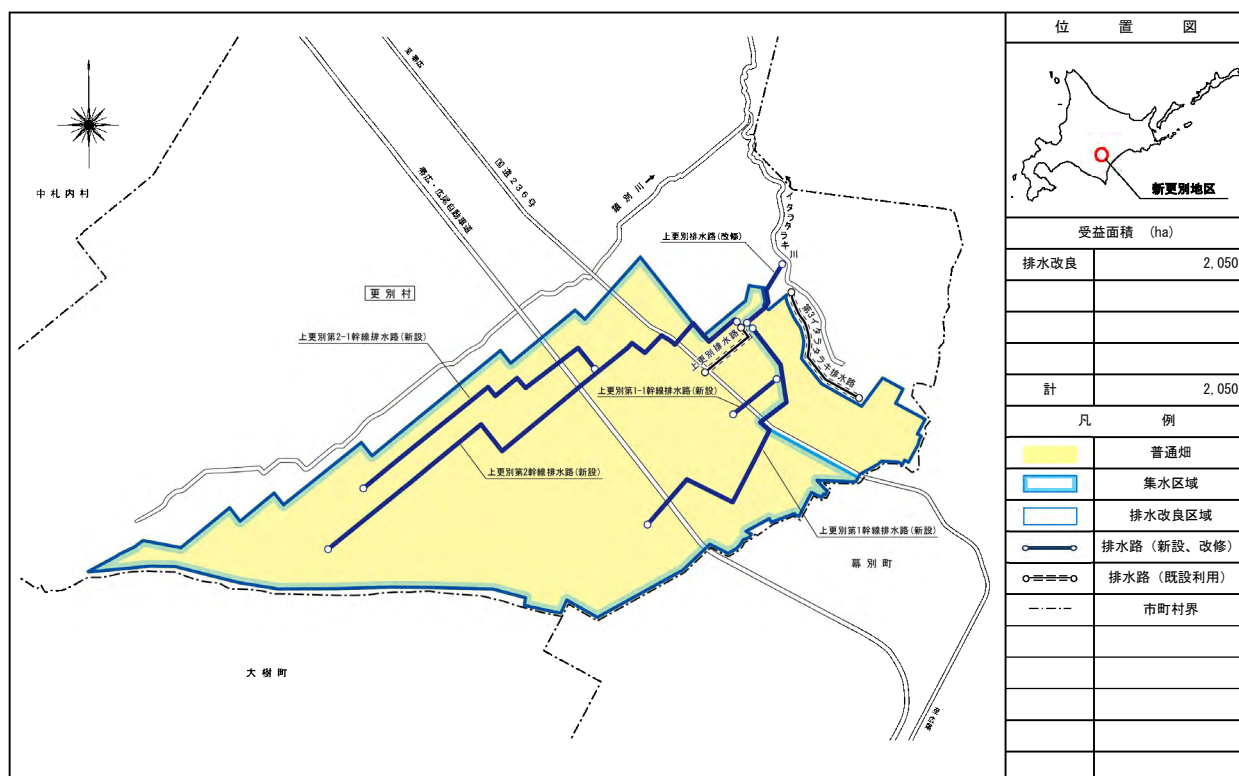 位置図
新更別地区
受益面積 (ha)
排水改良 2,050
計 2,050
凡例
普通畑
集水区域
排水改良区域
排水路（新設、改修）
排水路（既設利用）
市町村界
中札内村
至帯広
国道236号
帯広・広尾自動車道
イタラタラキ川
上更別排水路(改修)
更別村
上更別第2-1幹線排水路(新設)
上更別排水路
第3イタラタラキ排水路
上更別第1-1幹線排水路(新設)
上更別第2幹線排水路(新設)
上更別第1幹線排水路(新設)
幕別町
大樹町